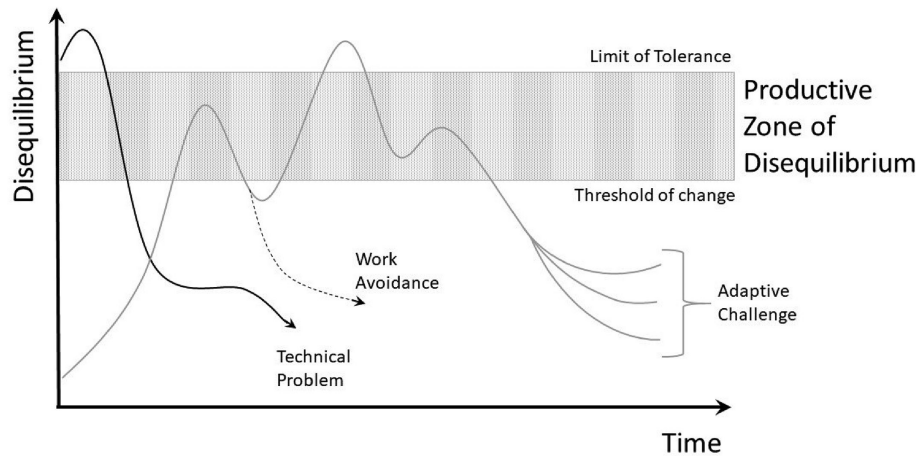 Disequilibrium
Limit of Tolerance
Productive
Zone of
Disequilibrium
Threshold of change
Work
Avoidance
Adaptive
Challenge
Technical
Problem
Time